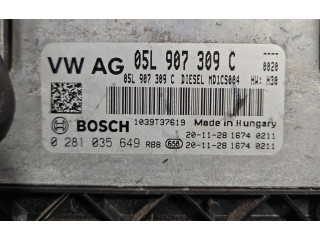 VW AG 05L 907 309 C 0020
05L 907 309 C DIESEL MD1CS004 HW: H30
BOSCH 1039T37619 Made in Hungary
0 281 035 649 RB8 658 20-11-28 1674 0211
20-11-28 1674 0211